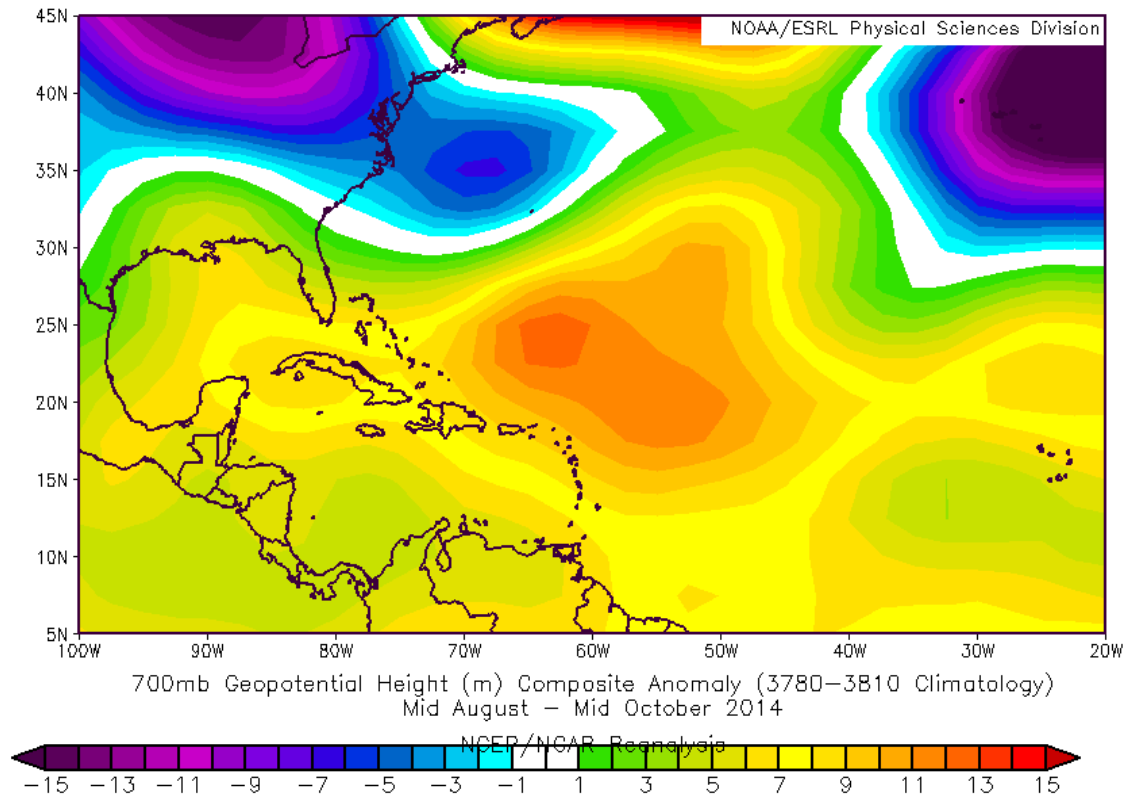 NOAA/ESRL Physical Sciences Division
45N
40N
35N
30N
25N
20N
15N
10N
5N
100W 90W 80W 70W 60W 50W 40W 30W 20W
700mb Geopotential Height (m) Composite Anomaly (3780-3810 Climatology)
Mid August - Mid October 2014
NCEP/NCAR Reanalysis
-15 -13 -11 -9 -7 -5 -3 -1 1 3 5 7 9 11 13 15